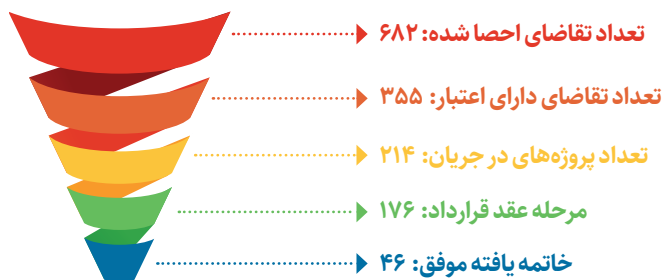 تعداد تقاضای احصا شده: ۶۸۲
تعداد تقاضای دارای اعتبار: ۳۵۵
تعداد پروژه‌های در جریان: ۲۱۴
مرحله عقد قرارداد: ۱۷۶
خاتمه یافته موفق: ۴۶